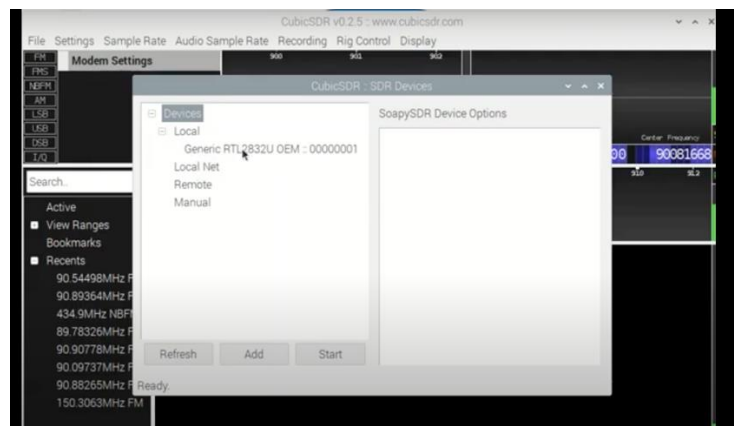 CubicSDR v0.2.5 :: www.cubicsdr.com
File Settings Sample Rate Audio Sample Rate Recording Rig Control Display
FM
FMS
NBFM
AM
LSB
USB
DSB
I/Q
Modem Settings
900 901 902
CubicSDR : SDR Devices
Devices
Local
Generic RTL2832U OEM :: 00000001
Local Net
Remote
Manual
SoapySDR Device Options
Refresh Add Start
Ready.
Center Frequency
00 90081668
910 912
Search..
Active
View Ranges
Bookmarks
Recents
90.54498MHz F
90.89364MHz F
434.9MHz NBF
89.78326MHz F
90.90778MHz F
90.09737MHz F
90.88265MHz F
150.3063MHz FM